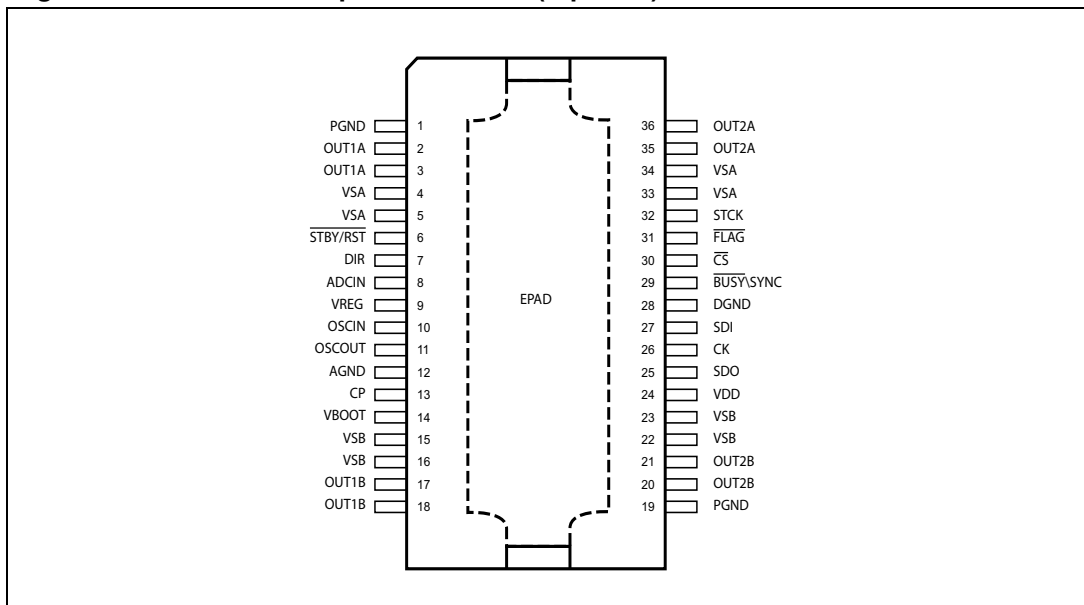 PGND 1
OUT1A 2
OUT1A 3
VSA 4
VSA 5
STBY/RST 6
DIR 7
ADCIN 8
VREG 9
OSCIN 10
OSCOUT 11
AGND 12
CP 13
VBOOT 14
VSB 15
VSB 16
OUT1B 17
OUT1B 18
EPAD
36 OUT2A
35 OUT2A
34 VSA
33 VSA
32 STCK
31 FLAG
30 CS
29 BUSY\SYNC
28 DGND
27 SDI
26 CK
25 SDO
24 VDD
23 VSB
22 VSB
21 OUT2B
20 OUT2B
19 PGND